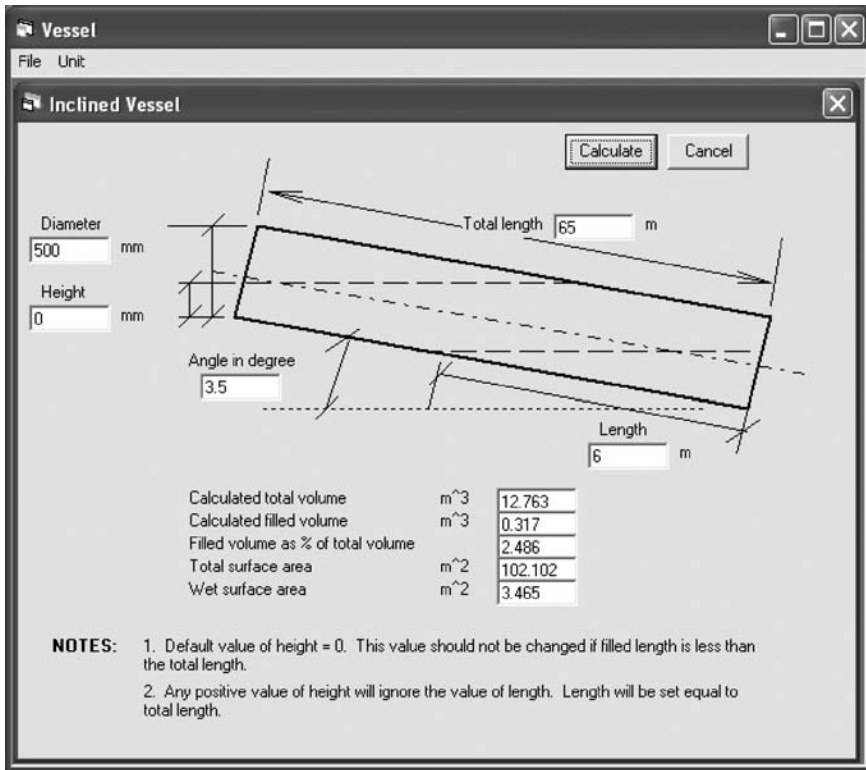 Vessel
File Unit
Inclined Vessel
Calculate Cancel
Diameter
500 mm
Total length 65 m
Height
0 mm
Angle in degree
3.5
Length
6 m
Calculated total volume m^3 12.763
Calculated filled volume m^3 0.317
Filled volume as % of total volume 2.486
Total surface area m^2 102.102
Wet surface area m^2 3.465
NOTES: 1. Default value of height = 0. This value should not be changed if filled length is less than
the total length.
2. Any positive value of height will ignore the value of length. Length will be set equal to
total length.